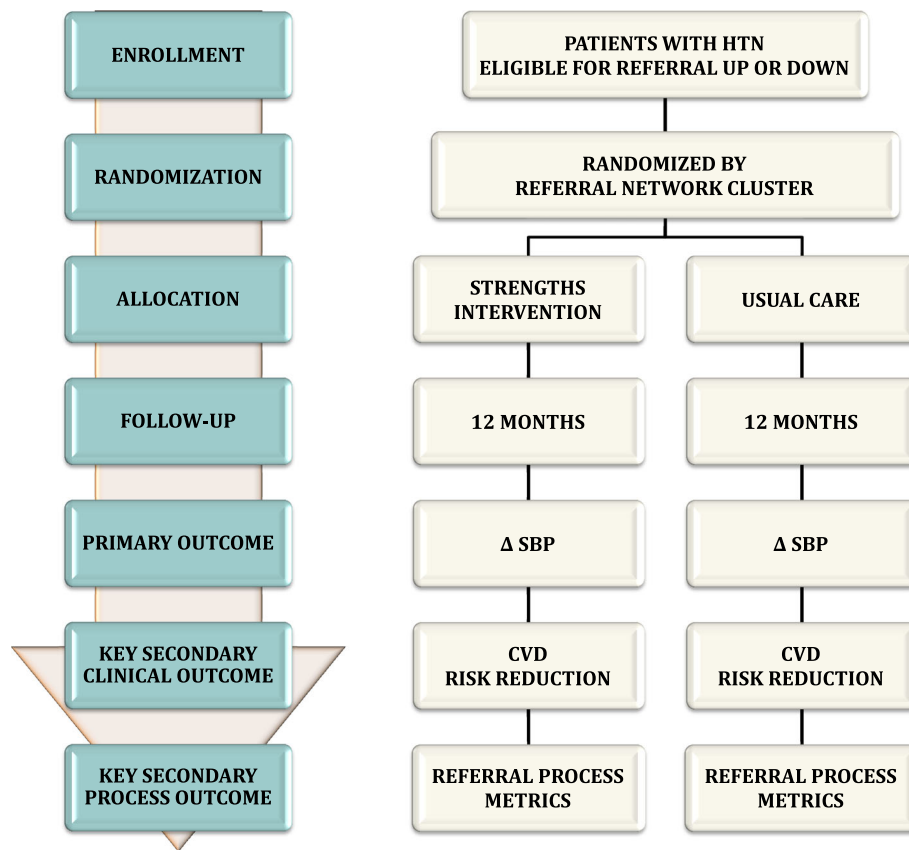 ENROLLMENT
PATIENTS WITH HTN
ELIGIBLE FOR REFERRAL UP OR DOWN
RANDOMIZATION
RANDOMIZED BY
REFERRAL NETWORK CLUSTER
ALLOCATION
STRENGTHS
INTERVENTION
USUAL CARE
FOLLOW-UP
12 MONTHS
12 MONTHS
PRIMARY OUTCOME
Δ SBP
Δ SBP
KEY SECONDARY
CLINICAL OUTCOME
CVD
RISK REDUCTION
CVD
RISK REDUCTION
KEY SECONDARY
PROCESS OUTCOME
REFERRAL PROCESS
METRICS
REFERRAL PROCESS
METRICS